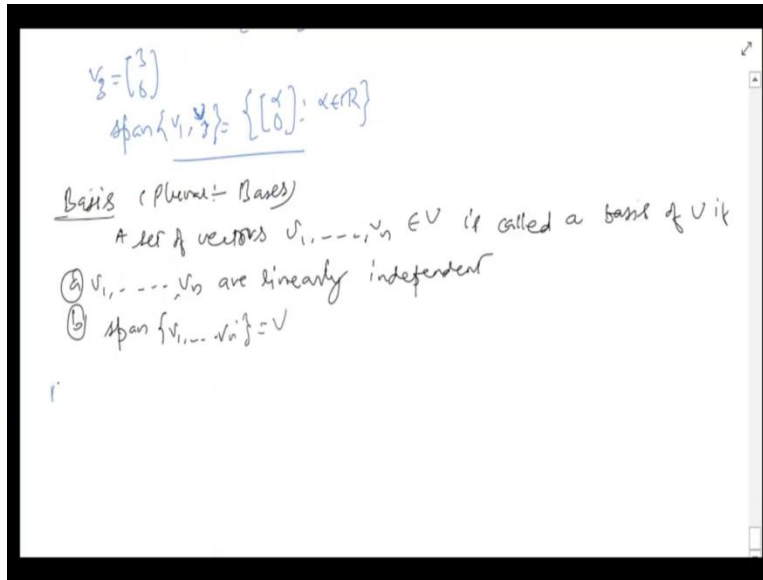 v₃ = [3 0]
span{v₁, v₃} = {[α 0] : α ∈ ℝ}
Basis (Plural:- Bases)
A set of vectors v₁, ----, vₙ ∈ V is called a basis of V if
ⓐ v₁, - ---, vₙ are linearly independent
ⓑ span {v₁, ... vₙ} = V